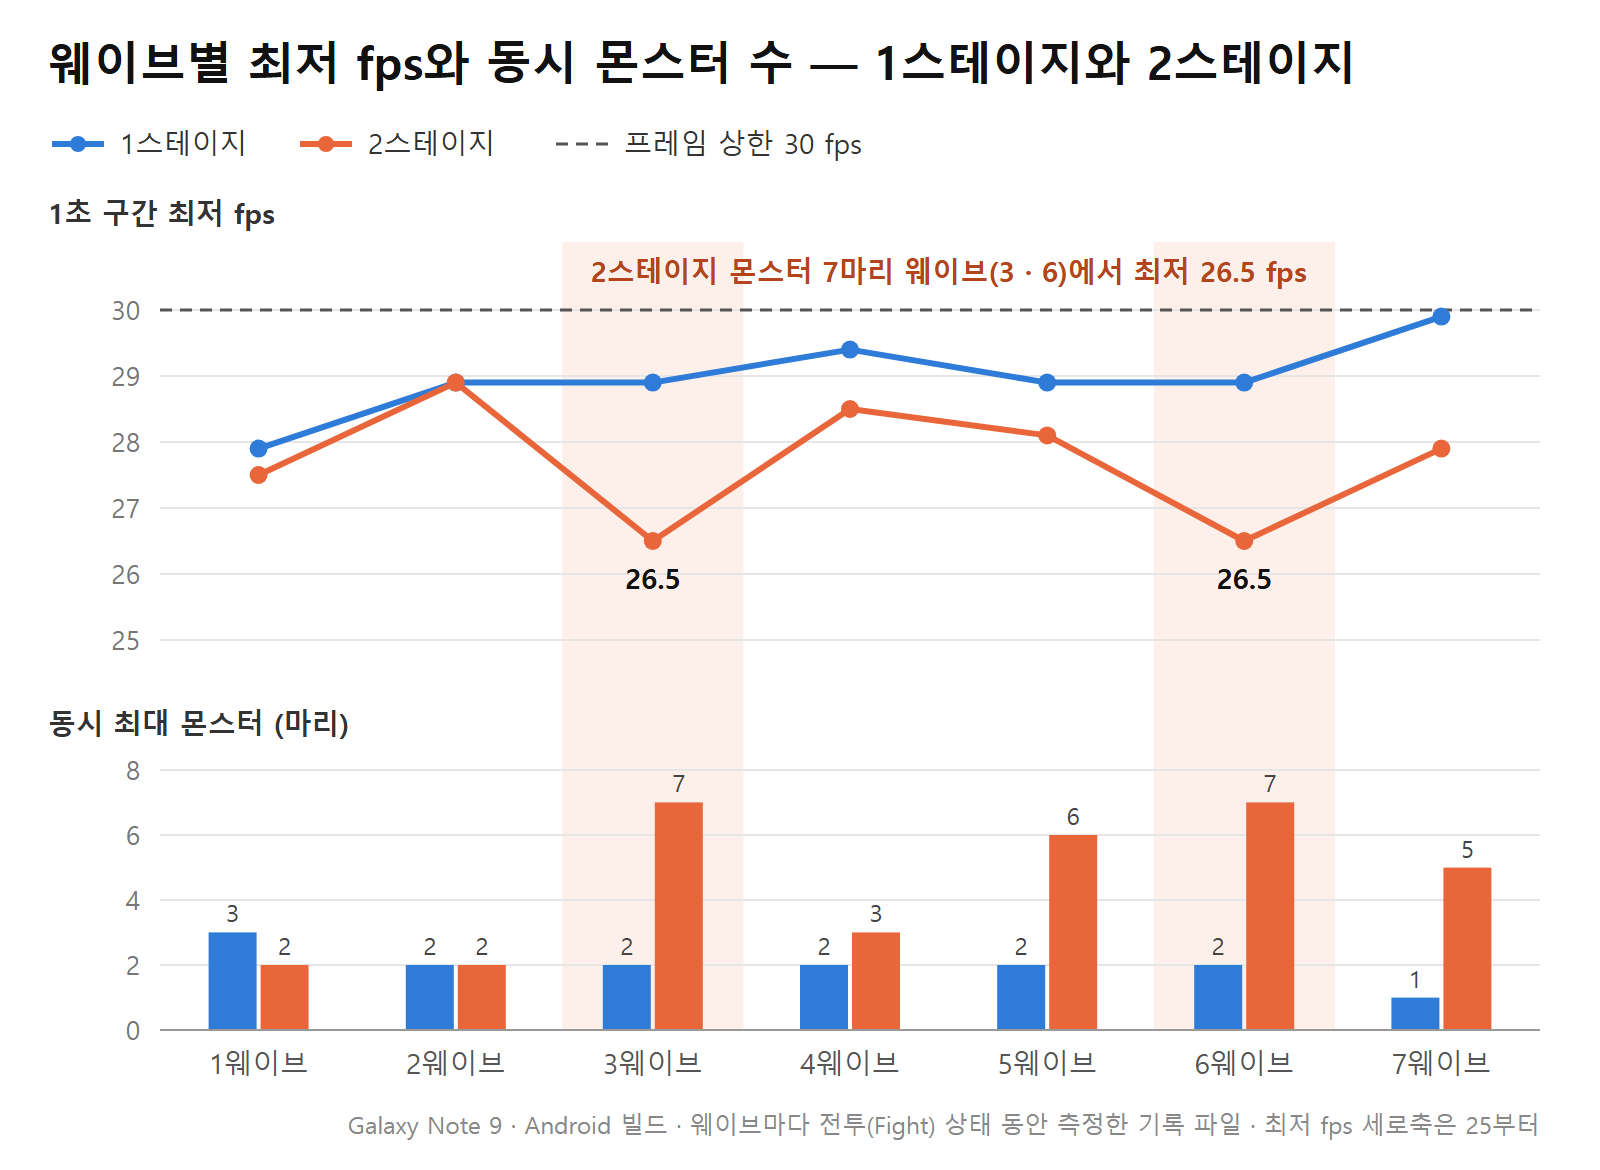 웨이브별 최저 fps와 동시 몬스터 수 — 1스테이지와 2스테이지
1스테이지 2스테이지 프레임 상한 30 fps
1초 구간 최저 fps
2스테이지 몬스터 7마리 웨이브(3 · 6)에서 최저 26.5 fps
30
29
28
27
26
25
26.5 26.5
동시 최대 몬스터 (마리)
8
6
4
2
0
3 2 2 2 2 7 2 3 2 6 2 7 1 5
1웨이브 2웨이브 3웨이브 4웨이브 5웨이브 6웨이브 7웨이브
Galaxy Note 9 · Android 빌드 · 웨이브마다 전투(Fight) 상태 동안 측정한 기록 파일 · 최저 fps 세로축은 25부터